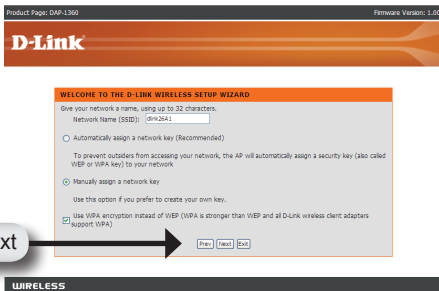 Product Page: DAP-1360 Firmware Version: 1.00
D-Link
WELCOME TO THE D-LINK WIRELESS SETUP WIZARD
Give your network a name, using up to 32 characters.
Network Name (SSID): dlink26A1
Automatically assign a network key (Recommended)
To prevent outsiders from accessing your network, the AP will automatically assign a security key (also called
WEP or WPA key) to your network
Manually assign a network key
Use this option if you prefer to create your own key.
Use WPA encryption instead of WEP (WPA is stronger than WEP and all D-Link wireless client adapters
support WPA)
xt
Prev Next Exit
WIRELESS